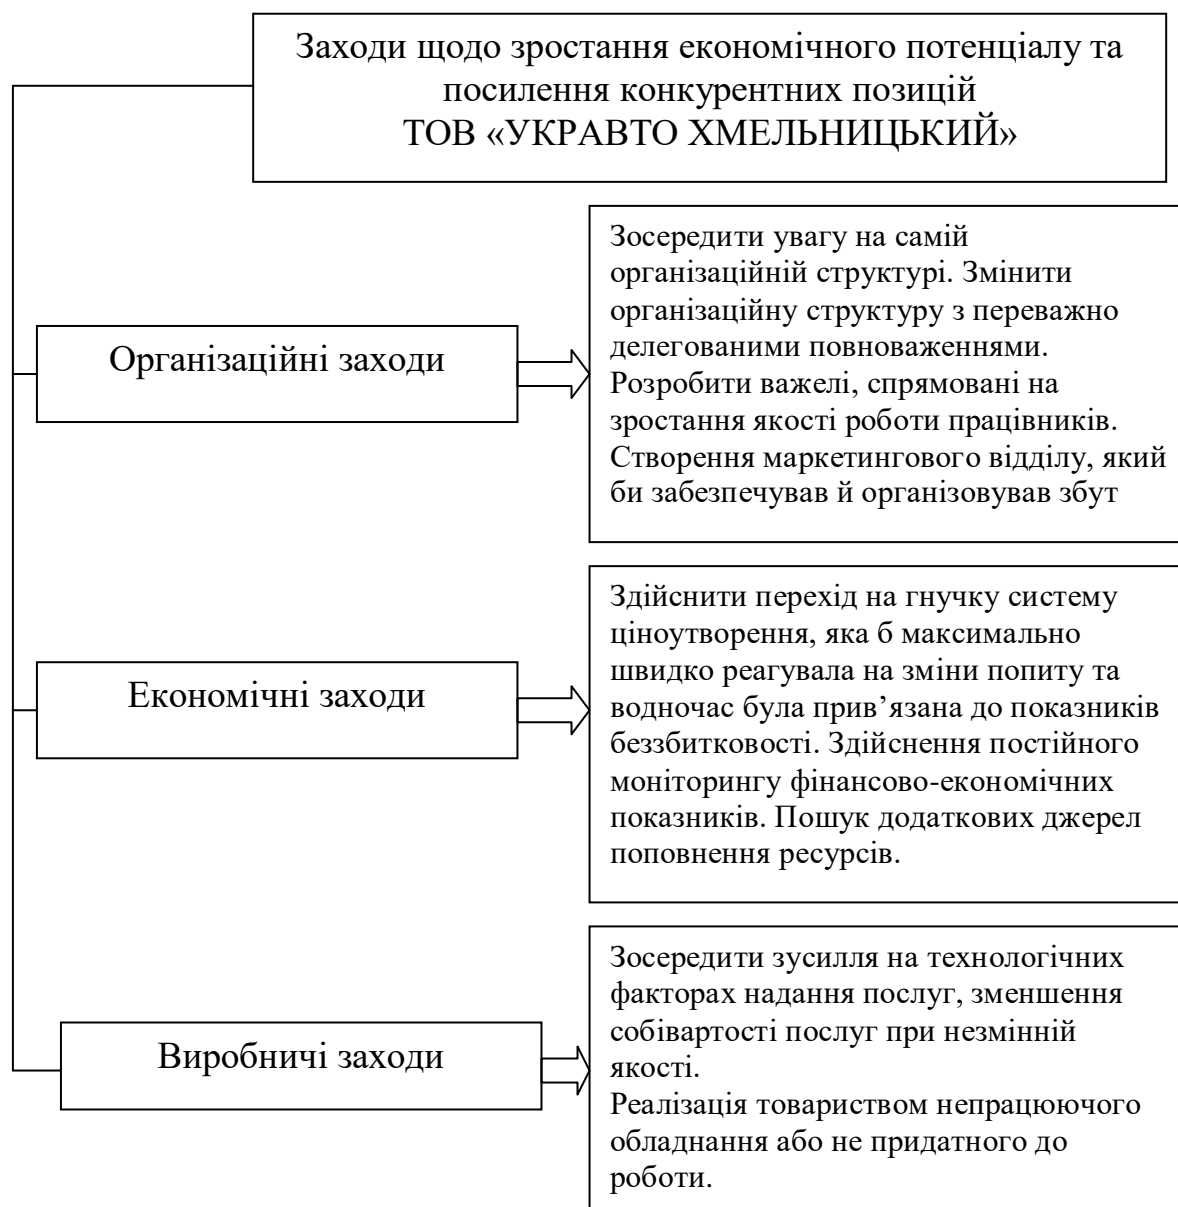 Заходи щодо зростання економічного потенціалу та
посилення конкурентних позицій
ТОВ «УКРАВТО ХМЕЛЬНИЦЬКИЙ»
Організаційні заходи
Зосередити увагу на самій
організаційній структурі. Змінити
організаційну структуру з переважно
делегованими повноваженнями.
Розробити важелі, спрямовані на
зростання якості роботи працівників.
Створення маркетингового відділу, який
би забезпечував й організовував збут
Економічні заходи
Здійснити перехід на гнучку систему
ціноутворення, яка б максимально
швидко реагувала на зміни попиту та
водночас була прив’язана до показників
беззбитковості. Здійснення постійного
моніторингу фінансово-економічних
показників. Пошук додаткових джерел
поповнення ресурсів.
Виробничі заходи
Зосередити зусилля на технологічних
факторах надання послуг, зменшення
собівартості послуг при незмінній
якості.
Реалізація товариством непрацюючого
обладнання або не придатного до
роботи.